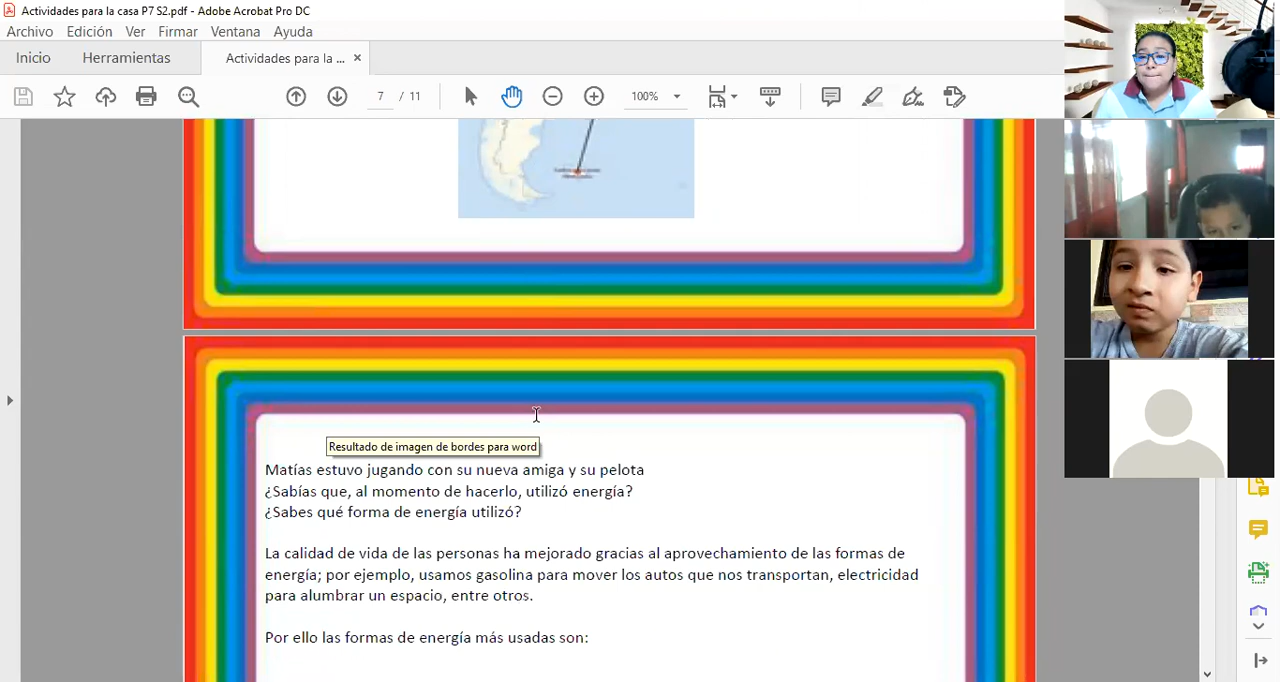 Actividades para la casa P7 S2.pdf - Adobe Acrobat Pro DC
Archivo Edición Ver Firmar Ventana Ayuda
Inicio Herramientas Actividades para la ... ×
7 / 11 100%
Resultado de imagen de bordes para word
Matías estuvo jugando con su nueva amiga y su pelota
¿Sabías que, al momento de hacerlo, utilizó energía?
¿Sabes qué forma de energía utilizó?
La calidad de vida de las personas ha mejorado gracias al aprovechamiento de las formas de
energía; por ejemplo, usamos gasolina para mover los autos que nos transportan, electricidad
para alumbrar un espacio, entre otros.
Por ello las formas de energía más usadas son: